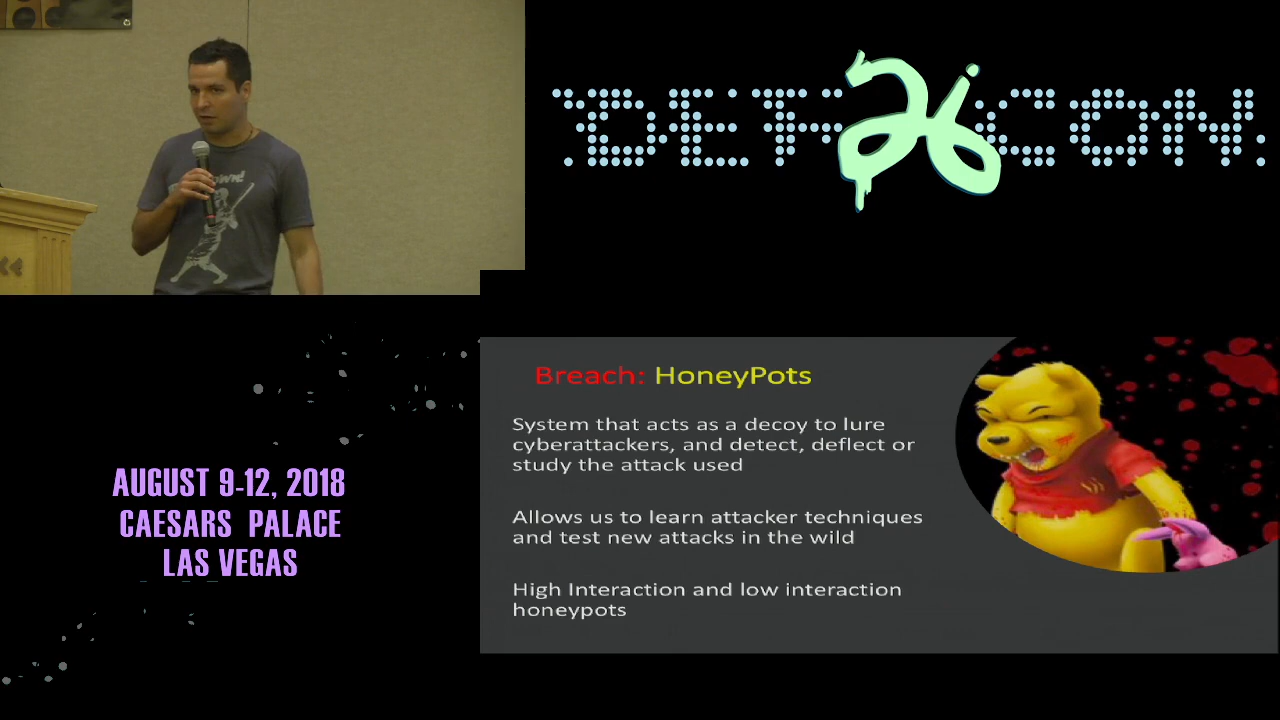 DEF 26 CON
AUGUST 9-12, 2018
CAESARS PALACE
LAS VEGAS
Breach: HoneyPots
System that acts as a decoy to lure
cyberattackers, and detect, deflect or
study the attack used
Allows us to learn attacker techniques
and test new attacks in the wild
High Interaction and low interaction
honeypots